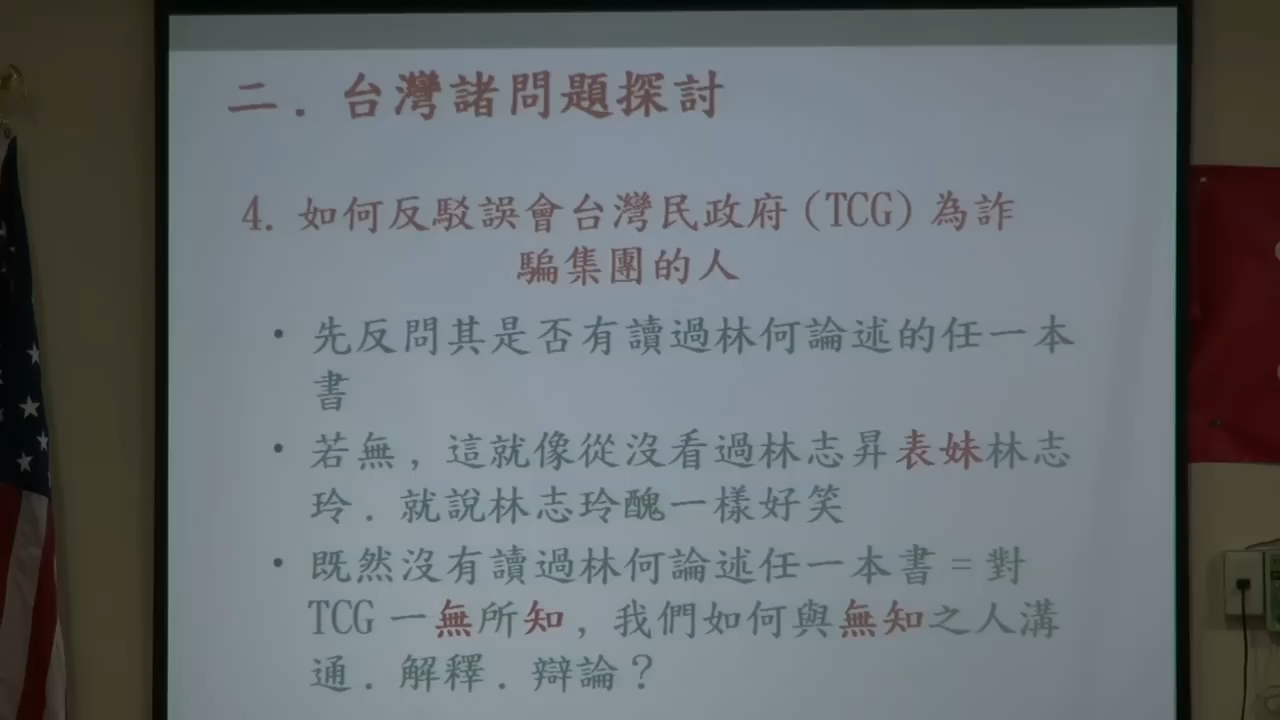 二. 台灣諸問題探討
4. 如何反駁誤會台灣民政府(TCG)為詐
騙集團的人
• 先反問其是否有讀過林何論述的任一本
書
• 若無, 這就像從沒看過林志昇表妹林志
玲. 就說林志玲醜一樣好笑
• 既然沒有讀過林何論述任一本書=對
TCG一無所知, 我們如何與無知之人溝
通. 解釋. 辯論?